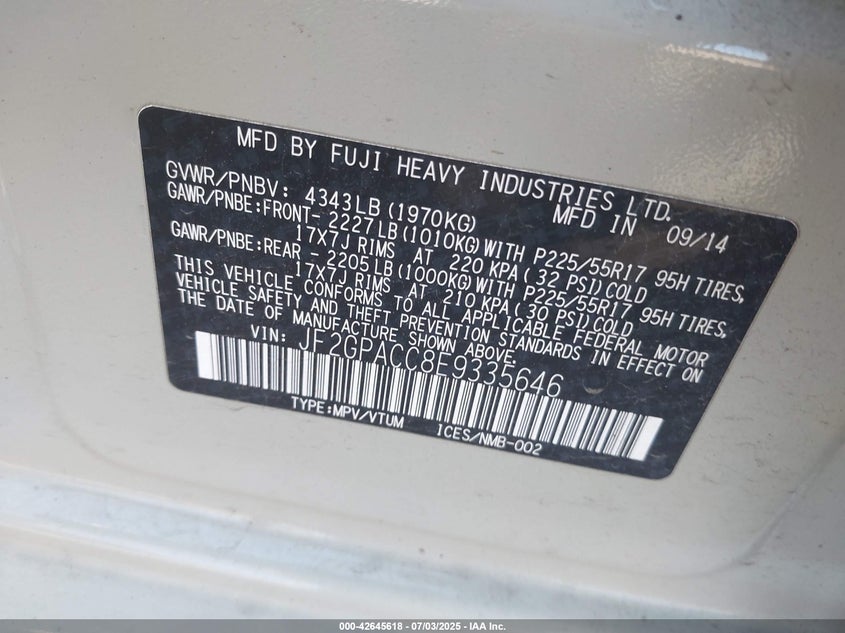 MFD BY FUJI HEAVY INDUSTRIES LTD.
GVWR/PNBV: 4343LB(1970KG) MFD IN 09/14
GAWR/PNBE:FRONT- 2227LB(1010KG)WITH P225/55R17 95H TIRES,
17X7J RIMS AT 220 KPA(32 PSI)COLD
GAWR/PNBE:REAR - 2205LB(1000KG)WITH P225/55R17 95H TIRES,
17X7J RIMS AT 210 KPA(30 PSI)COLD
THIS VEHICLE CONFORMS TO ALL APPLICABLE FEDERAL MOTOR
VEHICLE SAFETY AND THEFT PREVENTION STANDARDS IN EFFECT ON
THE DATE OF MANUFACTURE SHOWN ABOVE.
VIN: JF2GPACC8F9335646
TYPE:MPV/VTUM ICES/NMB-002
000-42645618 - 07/03/2025 - IAA Inc.